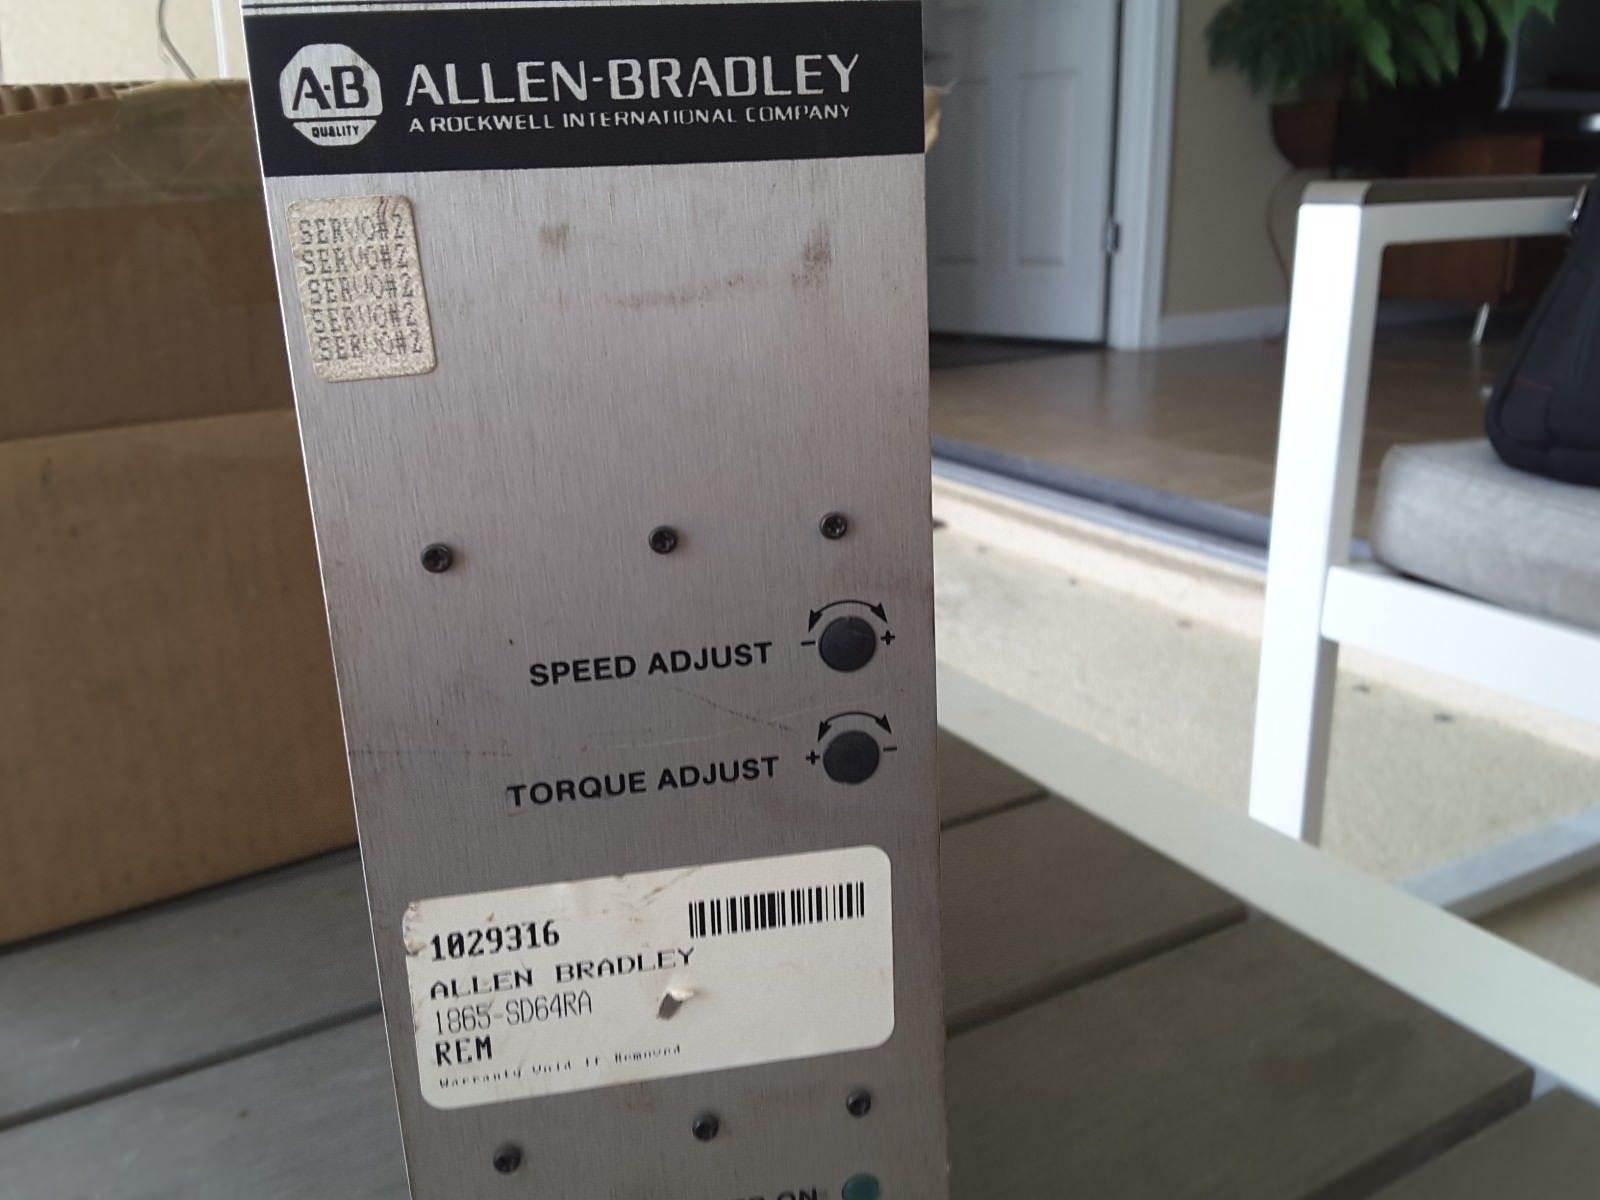 A-B
QUALITY
ALLEN-BRADLEY
A ROCKWELL INTERNATIONAL COMPANY
SERVO#2
SERVO#2
SERVO#2
SERVO#2
SERVO#2
- +
SPEED ADJUST
+ -
TORQUE ADJUST
1029316
ALLEN BRADLEY
1865-SD64RA
REM
Warranty Void If Removed
ON